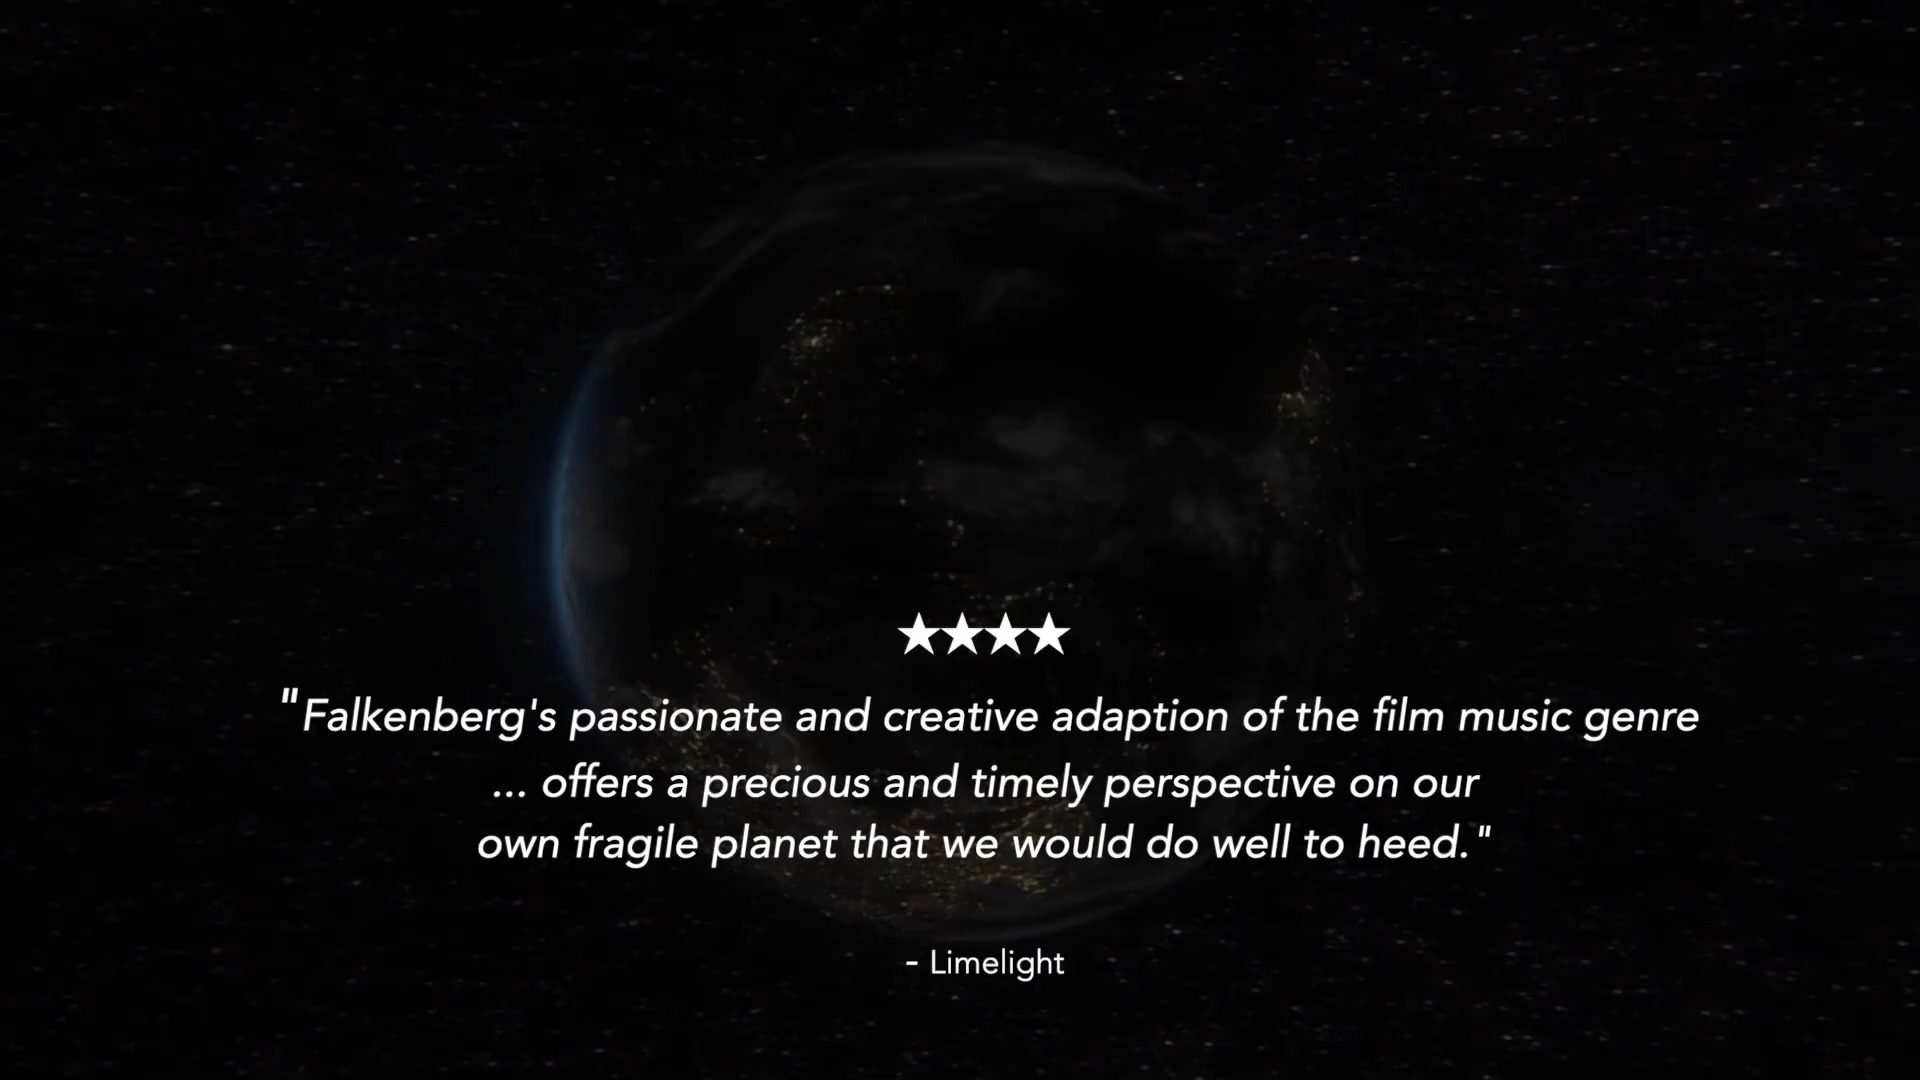 ★★★★
"Falkenberg's passionate and creative adaption of the film music genre
... offers a precious and timely perspective on our
own fragile planet that we would do well to heed."
- Limelight